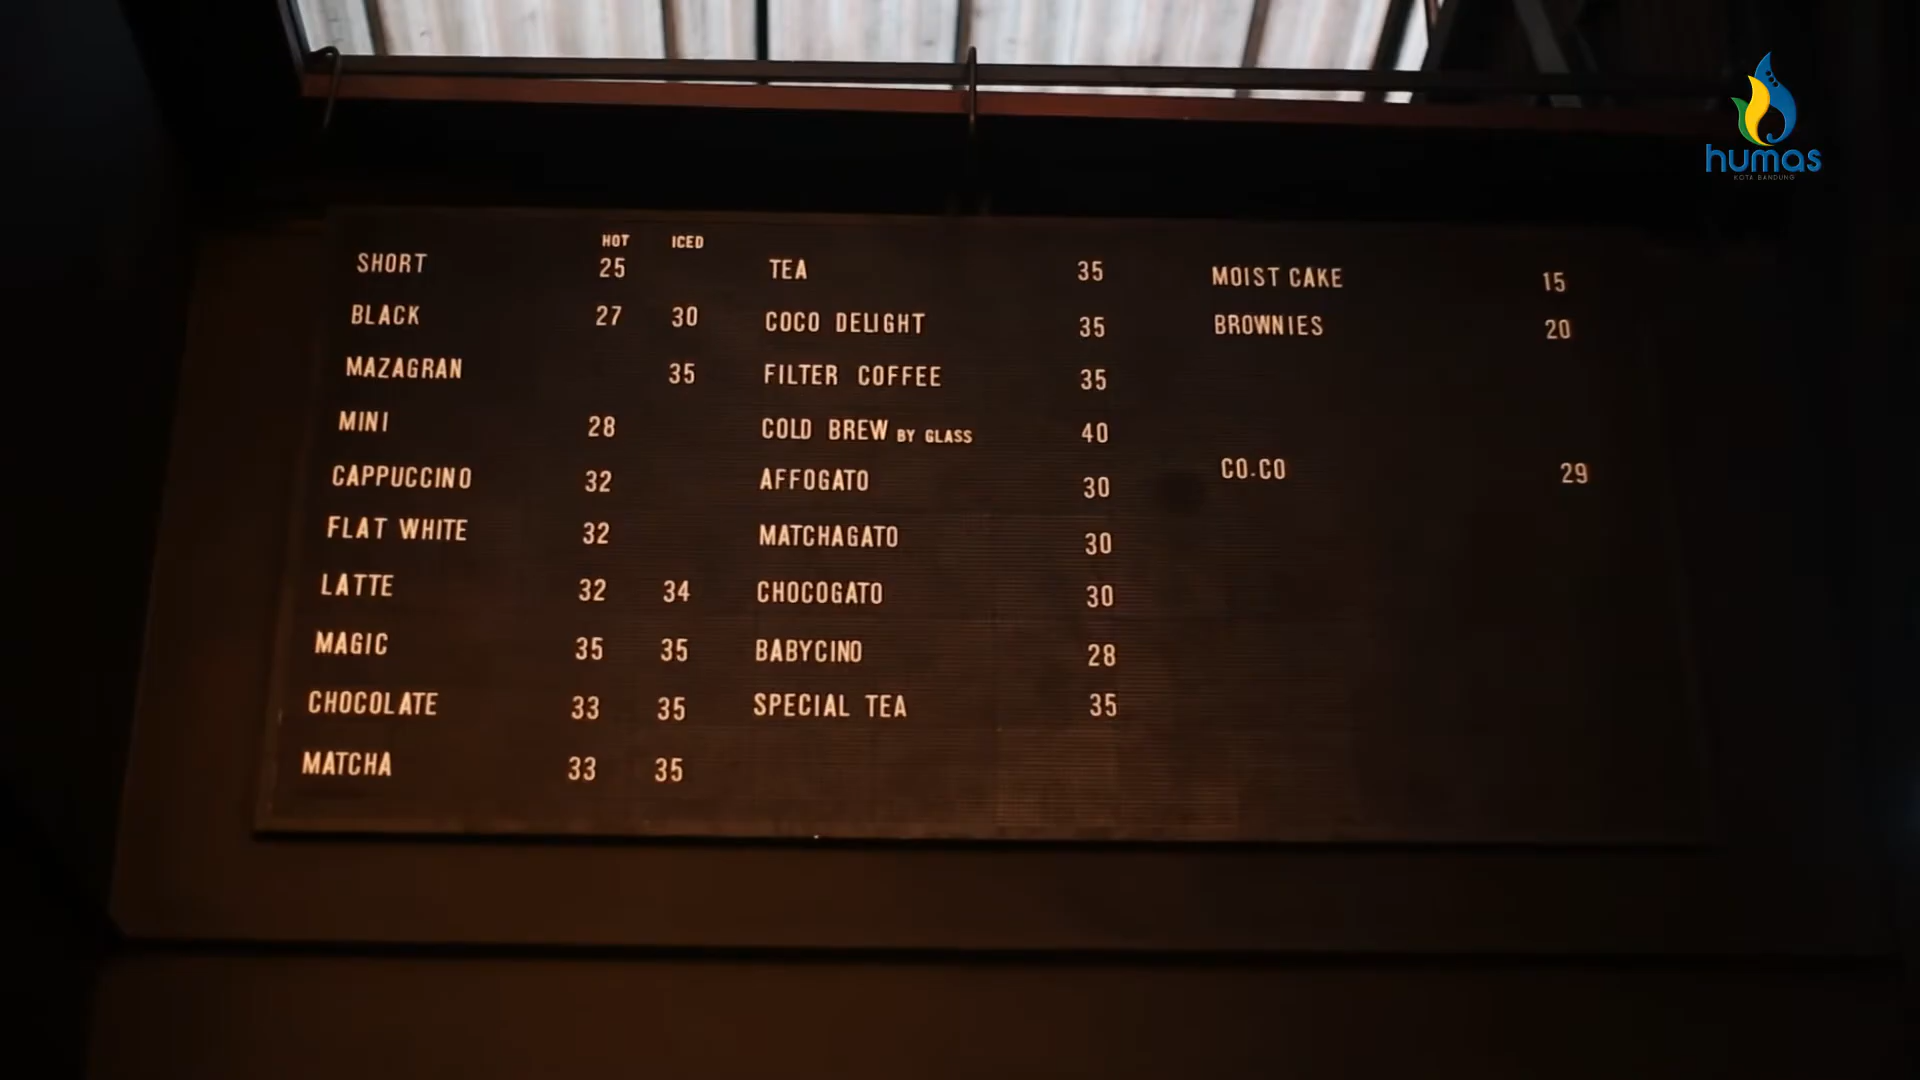 HOT ICED
SHORT 25
BLACK 27 30
MAZAGRAN 35
MINI 28
CAPPUCCINO 32
FLAT WHITE 32
LATTE 32 34
MAGIC 35 35
CHOCOLATE 33 35
MATCHA 33 35
TEA 35
COCO DELIGHT 35
FILTER COFFEE 35
COLD BREW BY GLASS 40
AFFOGATO 30
MATCHAGATO 30
CHOCOGATO 30
BABYCINO 28
SPECIAL TEA 35
MOIST CAKE 15
BROWNIES 20
CO.CO 29
humas
KOTA BANDUNG